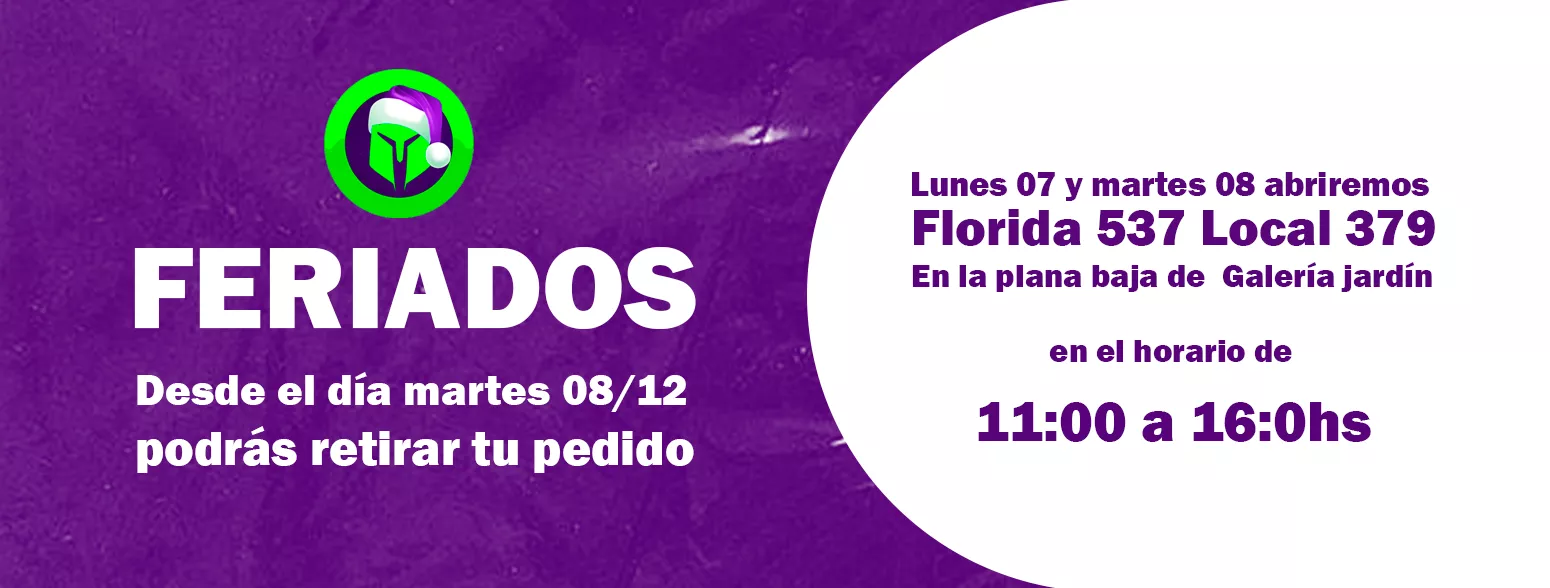 FERIADOS
Desde el día martes 08/12
podrás retirar tu pedido
Lunes 07 y martes 08 abriremos
Florida 537 Local 379
En la plana baja de Galería jardín
en el horario de
11:00 a 16:0hs